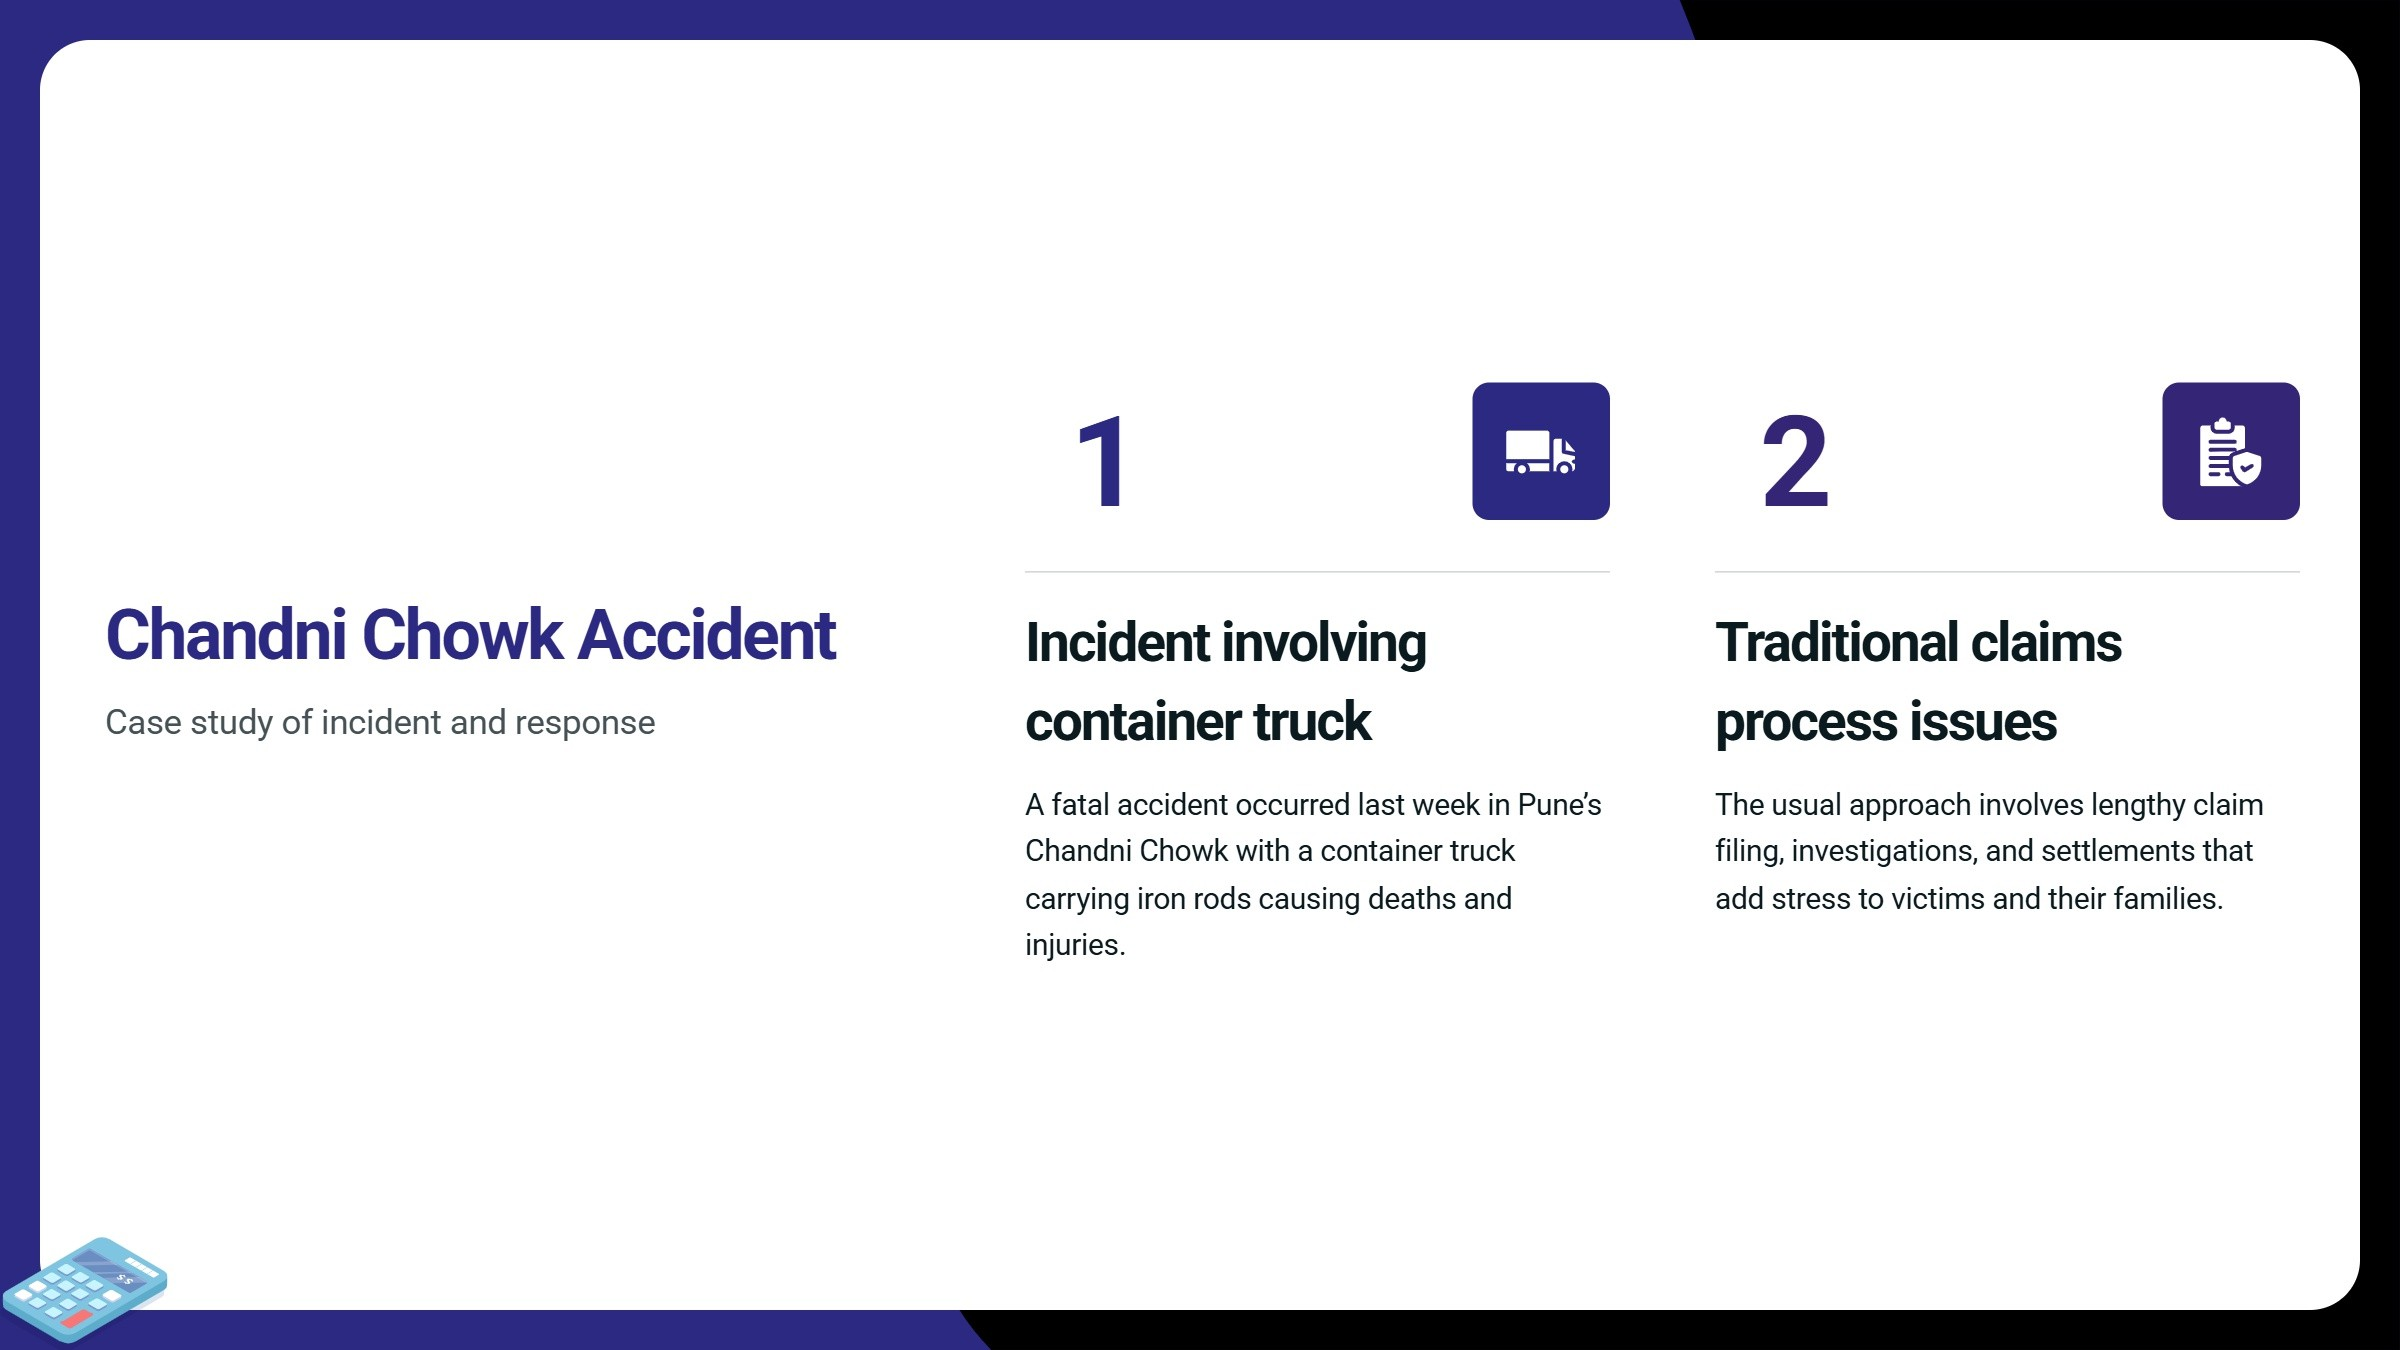 Chandni Chowk Accident
Case study of incident and response
1
Incident involving
container truck
A fatal accident occurred last week in Pune’s
Chandni Chowk with a container truck
carrying iron rods causing deaths and
injuries.
2
Traditional claims
process issues
The usual approach involves lengthy claim
filing, investigations, and settlements that
add stress to victims and their families.
$$